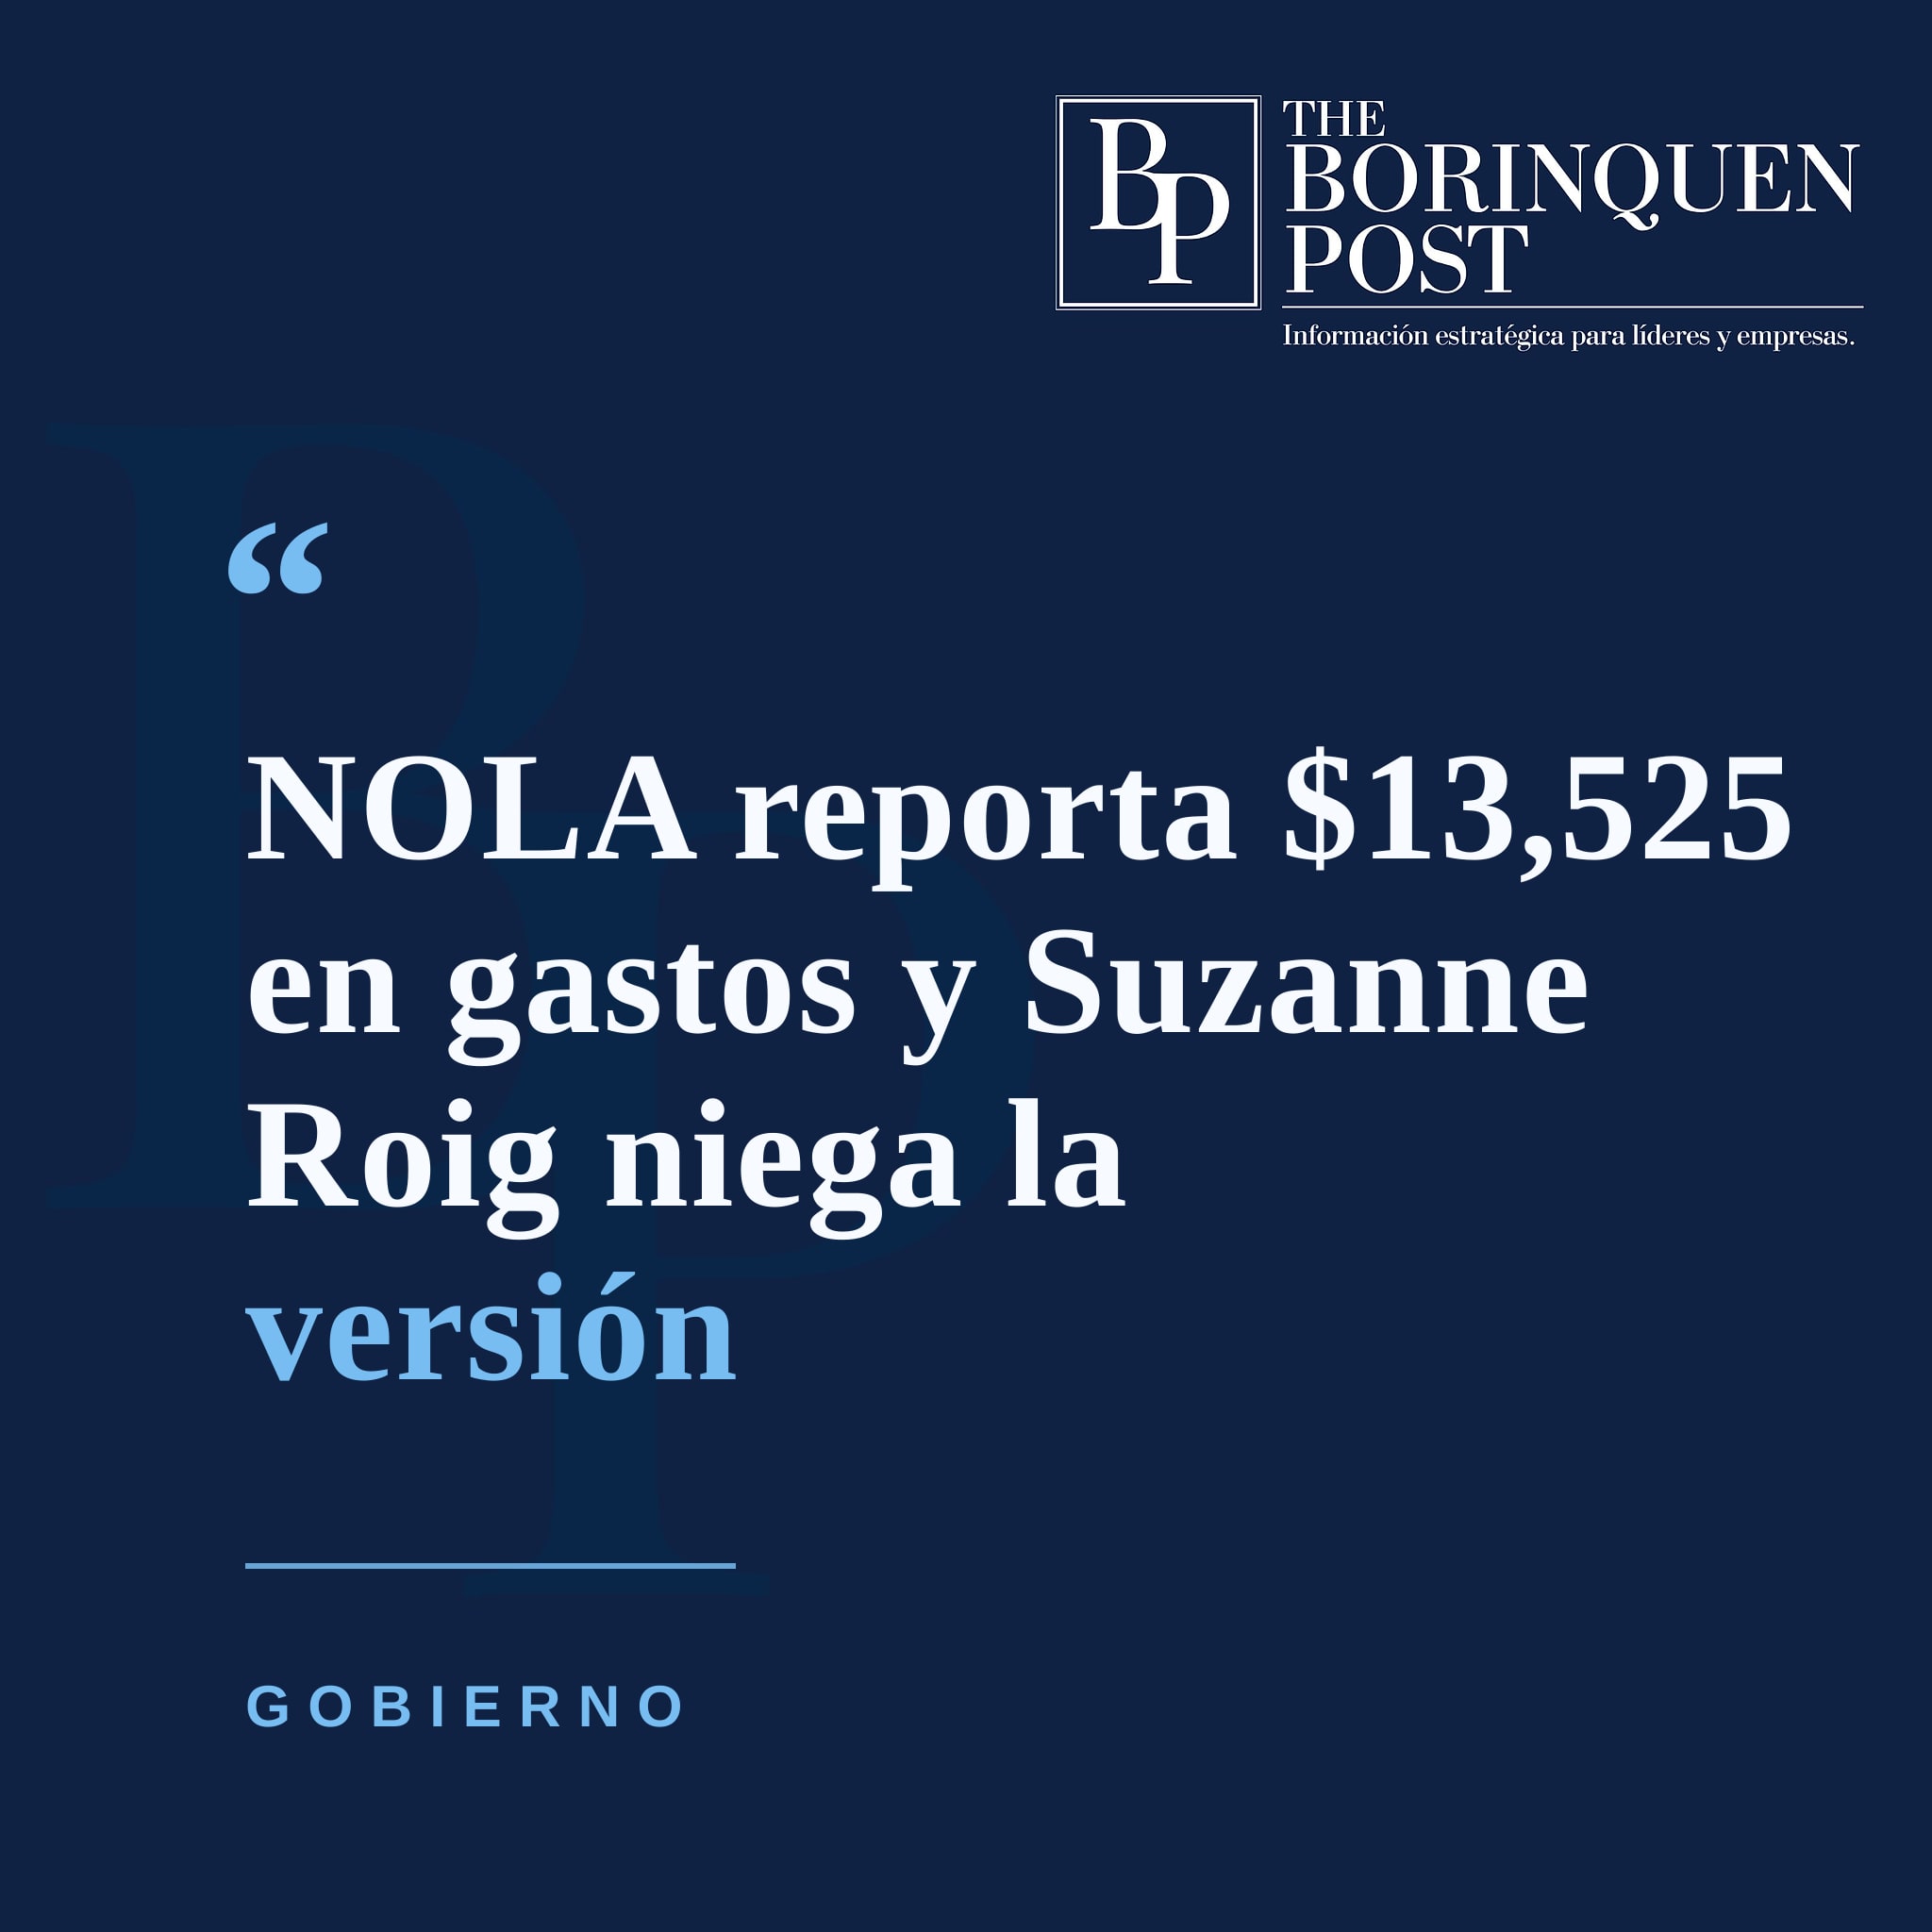 BP
THE
BORINQUEN
POST
Información estratégica para líderes y empresas.
“
NOLA reporta $13,525
en gastos y Suzanne
Roig niega la
versión
GOBIERNO